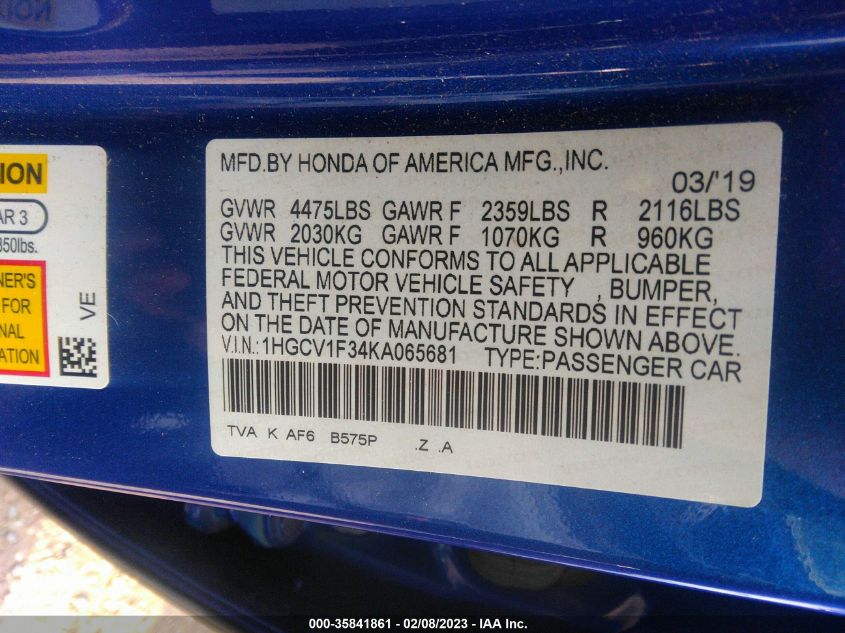 TION
AR 3
850lbs.
NER'S
FOR
NAL
TION.
VE
MFD.BY HONDA OF AMERICA MFG.,INC.
03/'19
GVWR 4475LBS GAWR F 2359LBS R 2116LBS
GVWR 2030KG GAWR F 1070KG R 960KG
THIS VEHICLE CONFORMS TO ALL APPLICABLE
FEDERAL MOTOR VEHICLE SAFETY , BUMPER,
AND THEFT PREVENTION STANDARDS IN EFFECT
ON THE DATE OF MANUFACTURE SHOWN ABOVE.
V.I.N.:1HGCV1F34KA065681 TYPE:PASSENGER CAR
TVA K AF6 B575P .Z .A
000-35841861 - 02/08/2023 - IAA Inc.